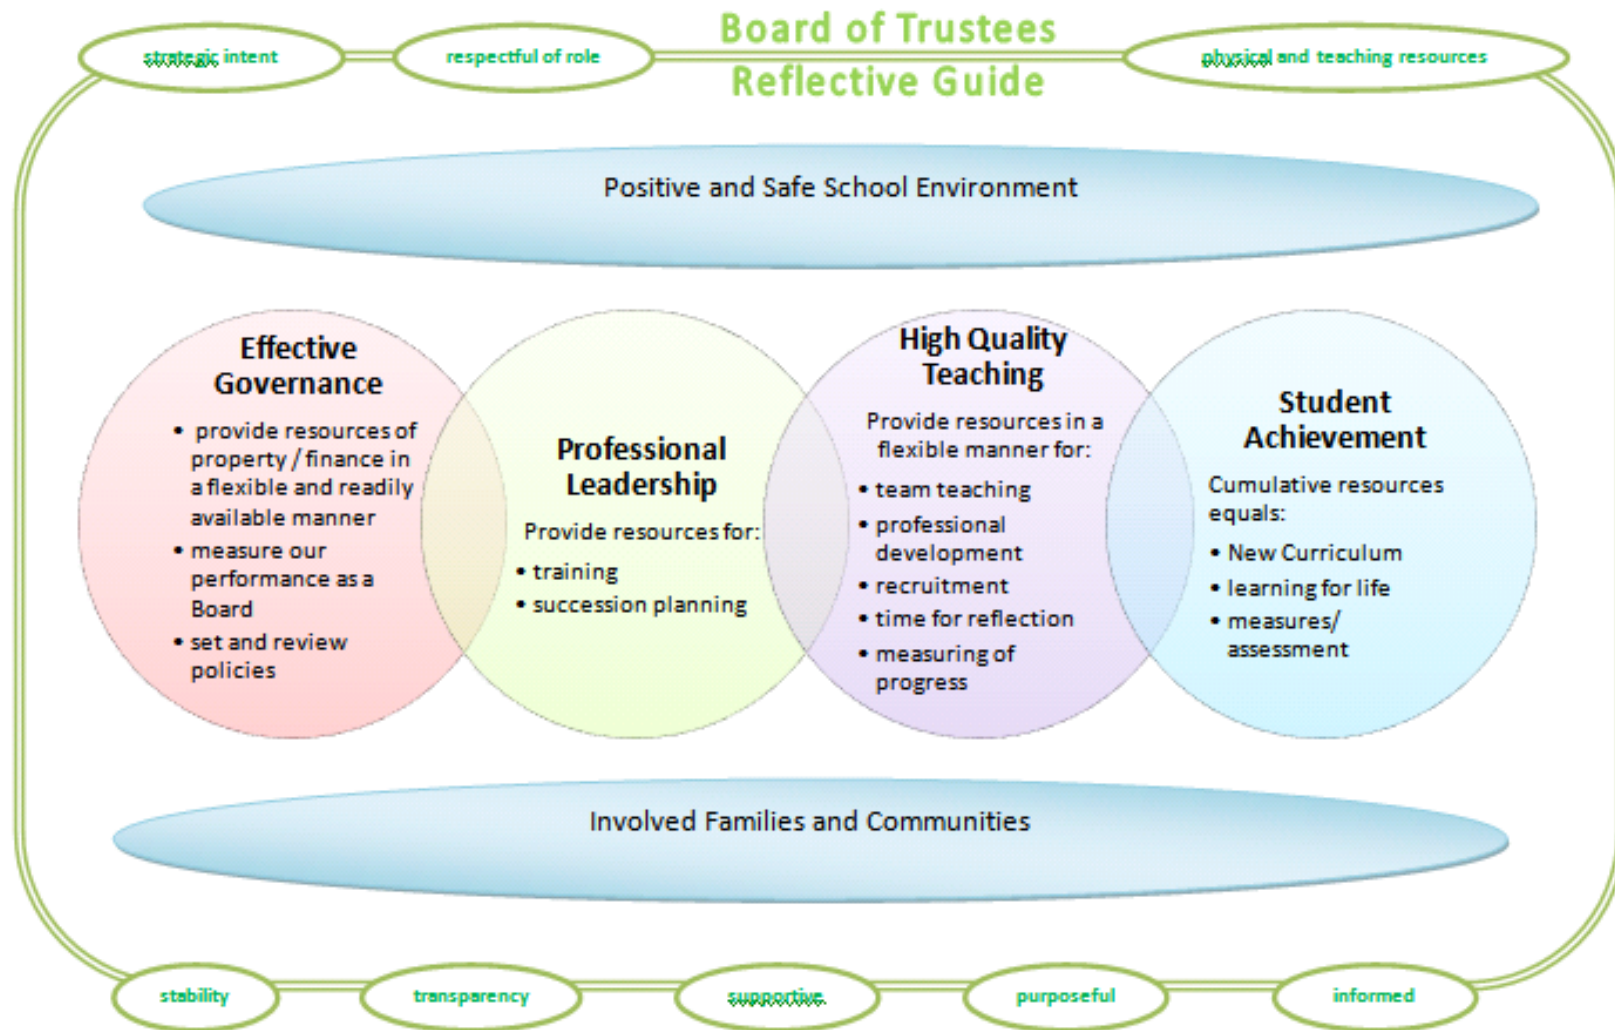 Board of Trustees
Reflective Guide
strategic intent
respectful of role
physical and teaching resources
Positive and Safe School Environment
Effective
Governance
• provide resources of
property / finance in
a flexible and readily
available manner
• measure our
performance as a
Board
• set and review
policies
Professional
Leadership
Provide resources for:
• training
• succession planning
High Quality
Teaching
Provide resources in a
flexible manner for:
• team teaching
• professional
development
• recruitment
• time for reflection
• measuring of
progress
Student
Achievement
Cumulative resources
equals:
• New Curriculum
• learning for life
• measures/
assessment
Involved Families and Communities
stability
transparency
supportive.
purposeful
informed